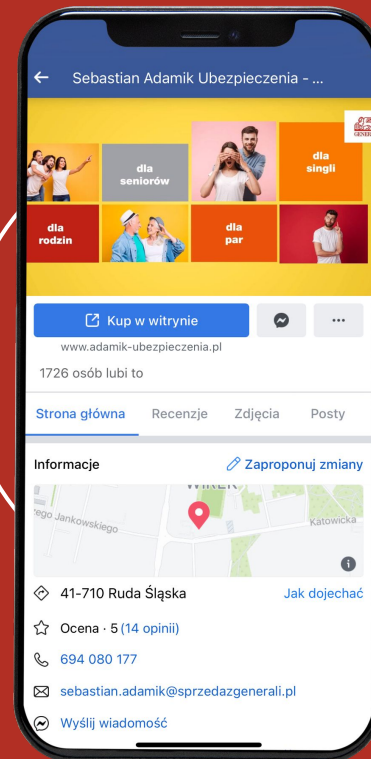 Sebastian Adamik Ubezpieczenia - ...
dla
seniorów
dla
singli
dla
rodzin
dla
par
Kup w witrynie
www.adamik-ubezpieczenia.pl
1726 osób lubi to
Strona główna Recenzje Zdjęcia Posty
Informacje Zaproponuj zmiany
Jankowskiego
Katowicka
41-710 Ruda Śląska Jak dojechać
Ocena · 5 (14 opinii)
694 080 177
sebastian.adamik@sprzedazgenerali.pl
Wyślij wiadomość